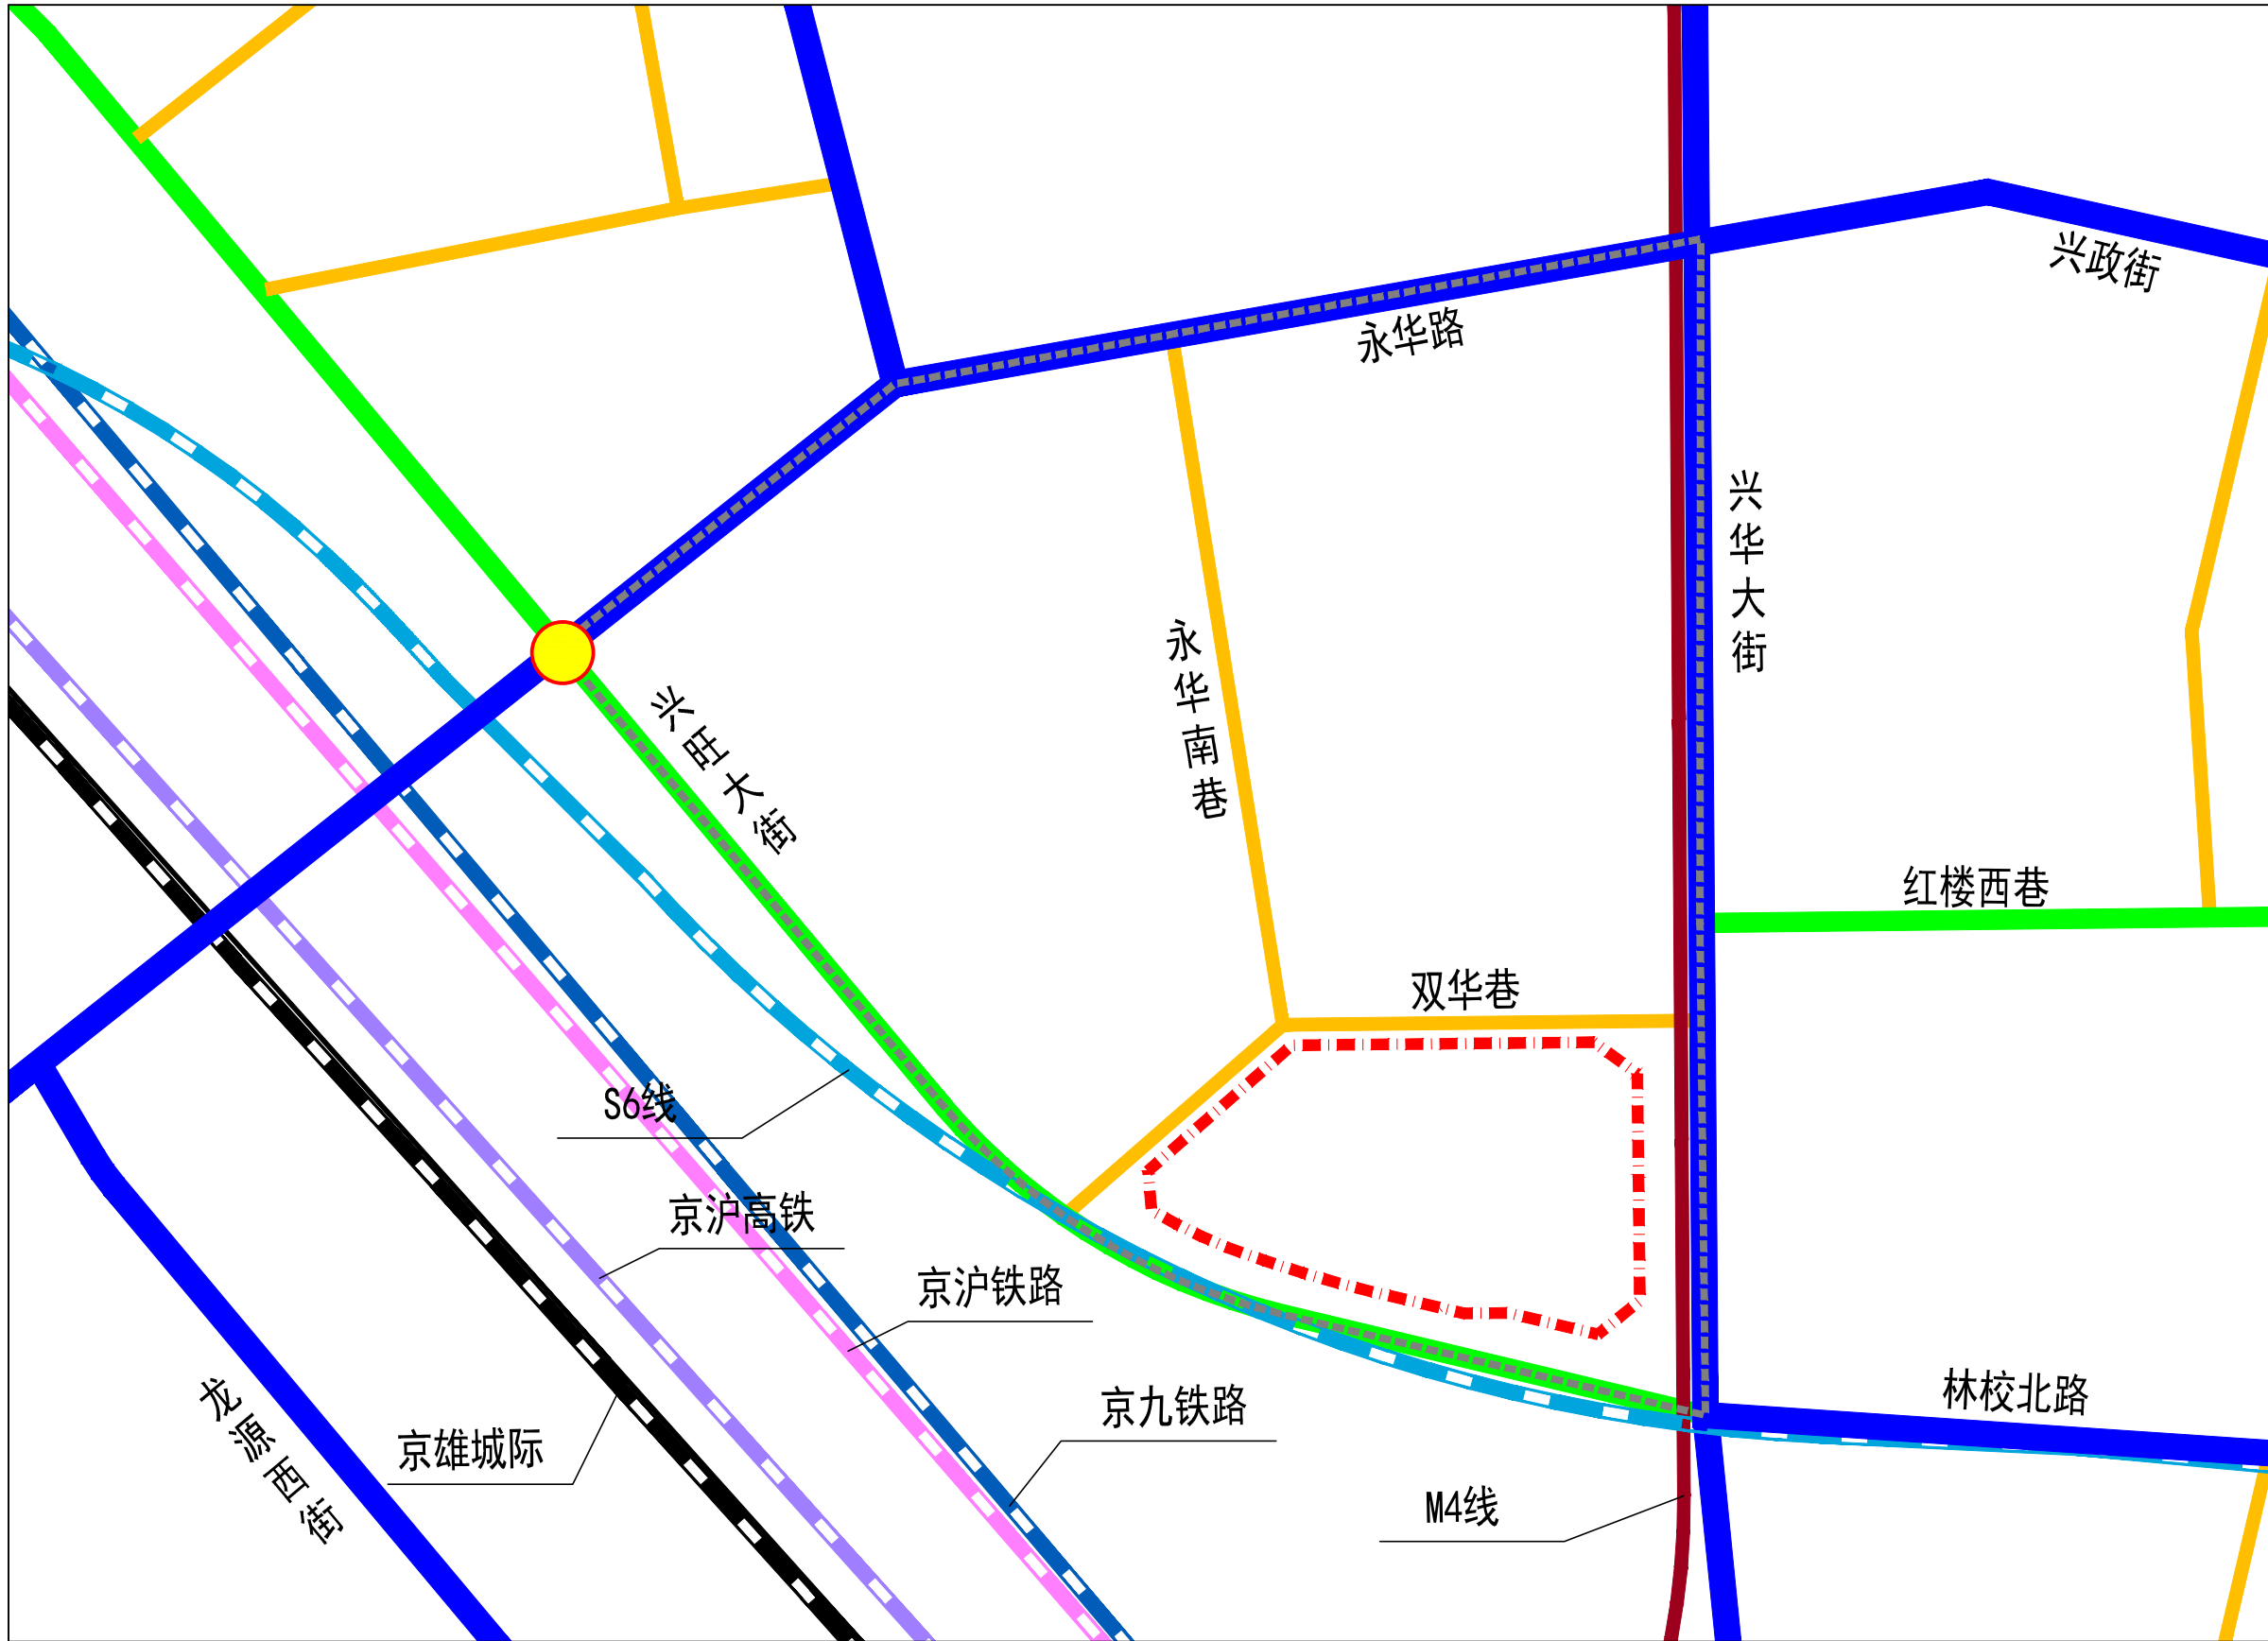 兴政街
永华路
兴华大街
永华南巷
兴旺大街
红楼西巷
双华巷
S6线
京沪高铁
京沪铁路
京九铁路
林校北路
龙源西街
京雄城际
M4线